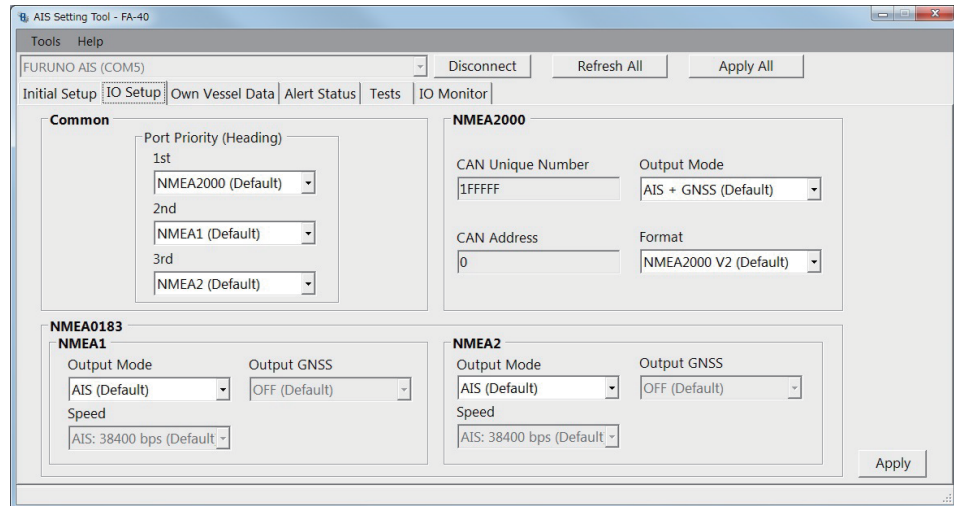 AIS Setting Tool - FA-40
Tools Help
FURUNO AIS (COM5) Disconnect Refresh All Apply All
Initial Setup IO Setup Own Vessel Data Alert Status Tests IO Monitor
Common
Port Priority (Heading)
1st
NMEA2000 (Default)
2nd
NMEA1 (Default)
3rd
NMEA2 (Default)
NMEA2000
CAN Unique Number Output Mode
1FFFFF AIS + GNSS (Default)
CAN Address Format
0 NMEA2000 V2 (Default)
NMEA0183
NMEA1
Output Mode Output GNSS
AIS (Default) OFF (Default)
Speed
AIS: 38400 bps (Default
NMEA2
Output Mode Output GNSS
AIS (Default) OFF (Default)
Speed
AIS: 38400 bps (Default
Apply